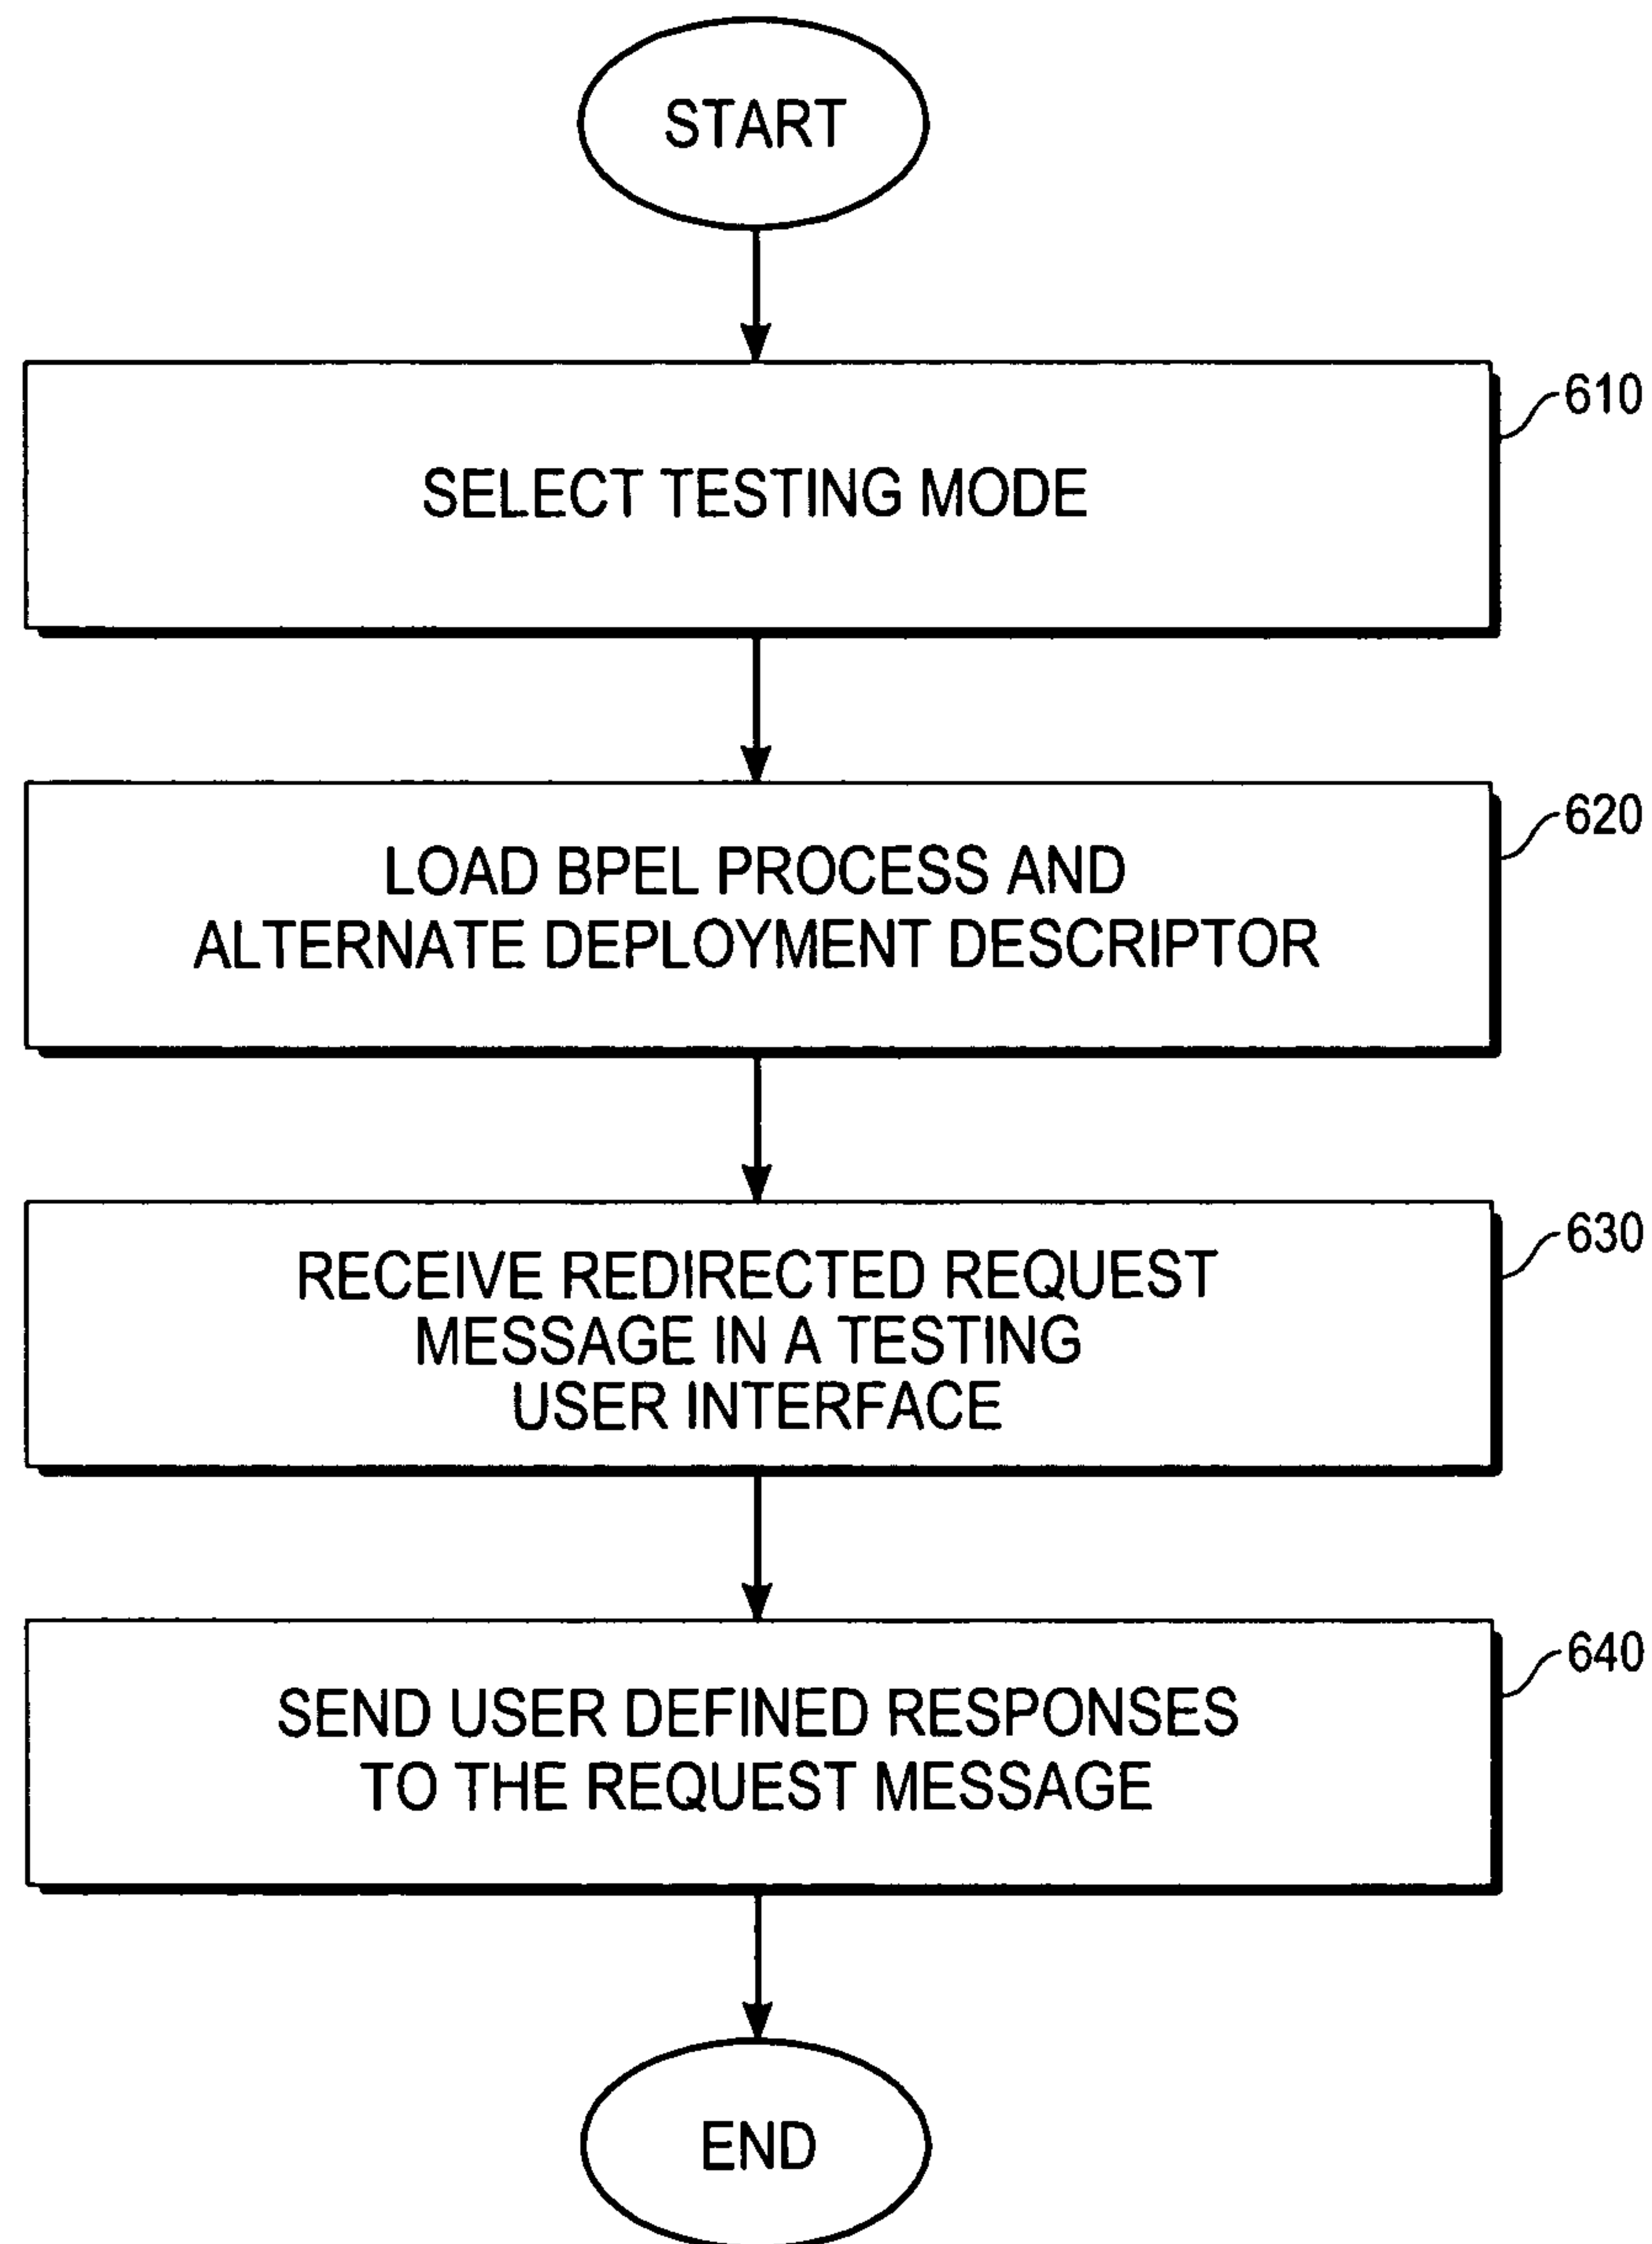 START
610
SELECT TESTING MODE
620
LOAD BPEL PROCESS AND
ALTERNATE DEPLOYMENT DESCRIPTOR
630
RECEIVE REDIRECTED REQUEST
MESSAGE IN A TESTING
USER INTERFACE
640
SEND USER DEFINED RESPONSES
TO THE REQUEST MESSAGE
END